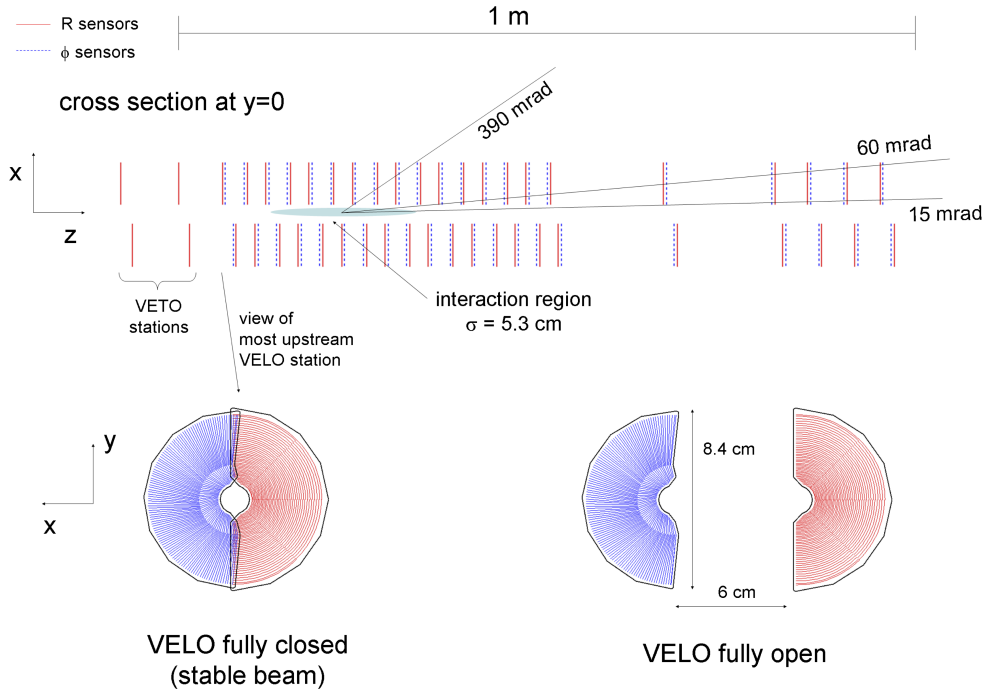 1 m
R sensors
ϕ sensors
cross section at y=0
390 mrad
60 mrad
15 mrad
x
z
VETO
stations
interaction region
σ = 5.3 cm
view of
most upstream
VELO station
y
x
8.4 cm
6 cm
VELO fully closed
(stable beam)
VELO fully open